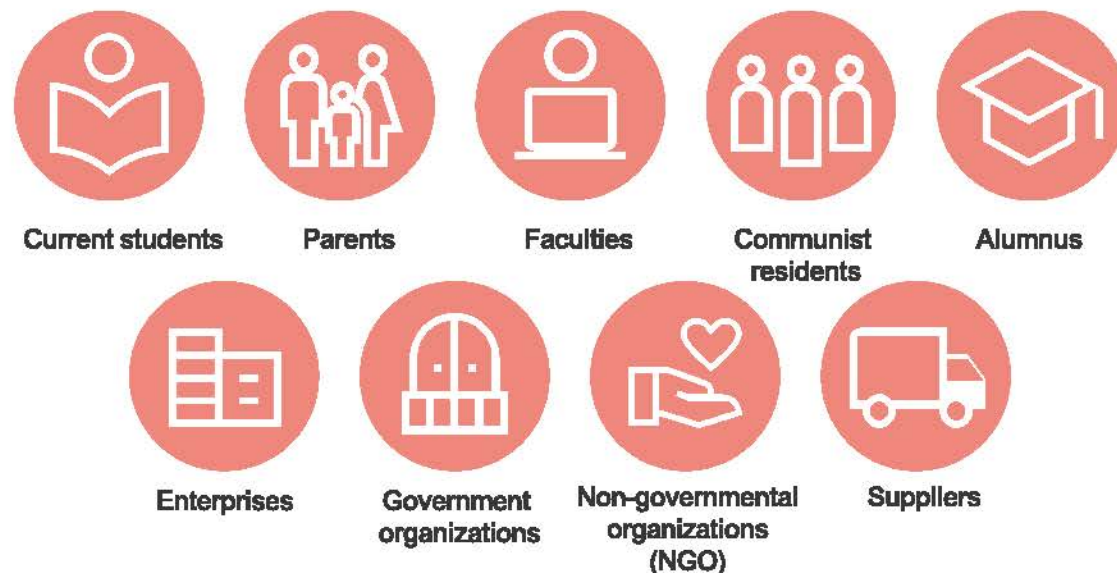 Current students
Parents
Faculties
Communist
residents
Alumnus
Enterprises
Government
organizations
Non-governmental
organizations
(NGO)
Suppliers